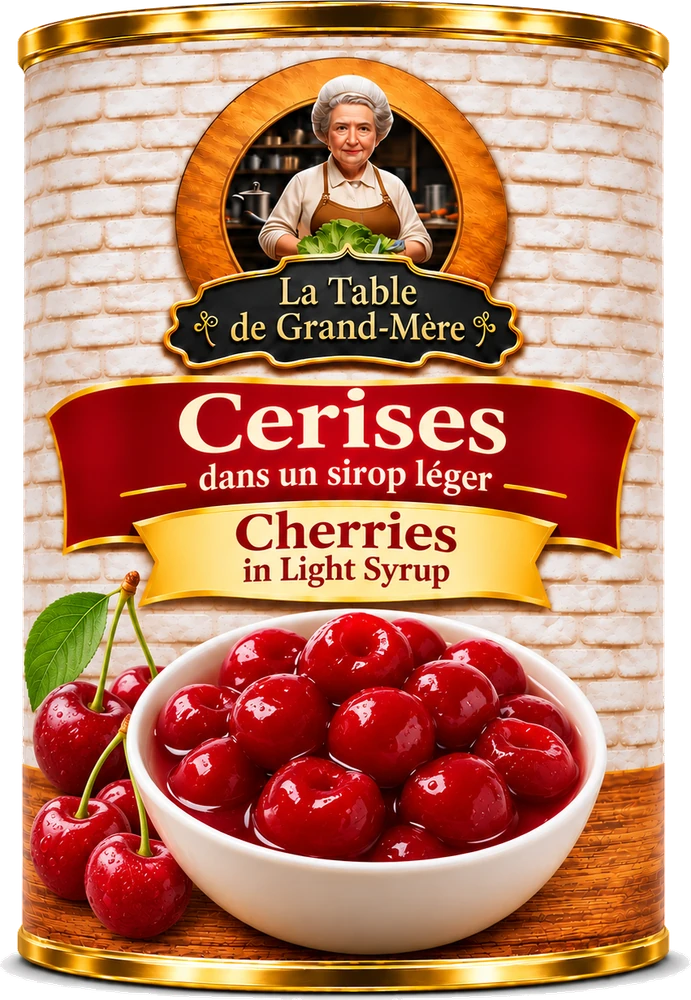 La Table
de Grand-Mère
Cerises
dans un sirop léger
Cherries
in Light Syrup